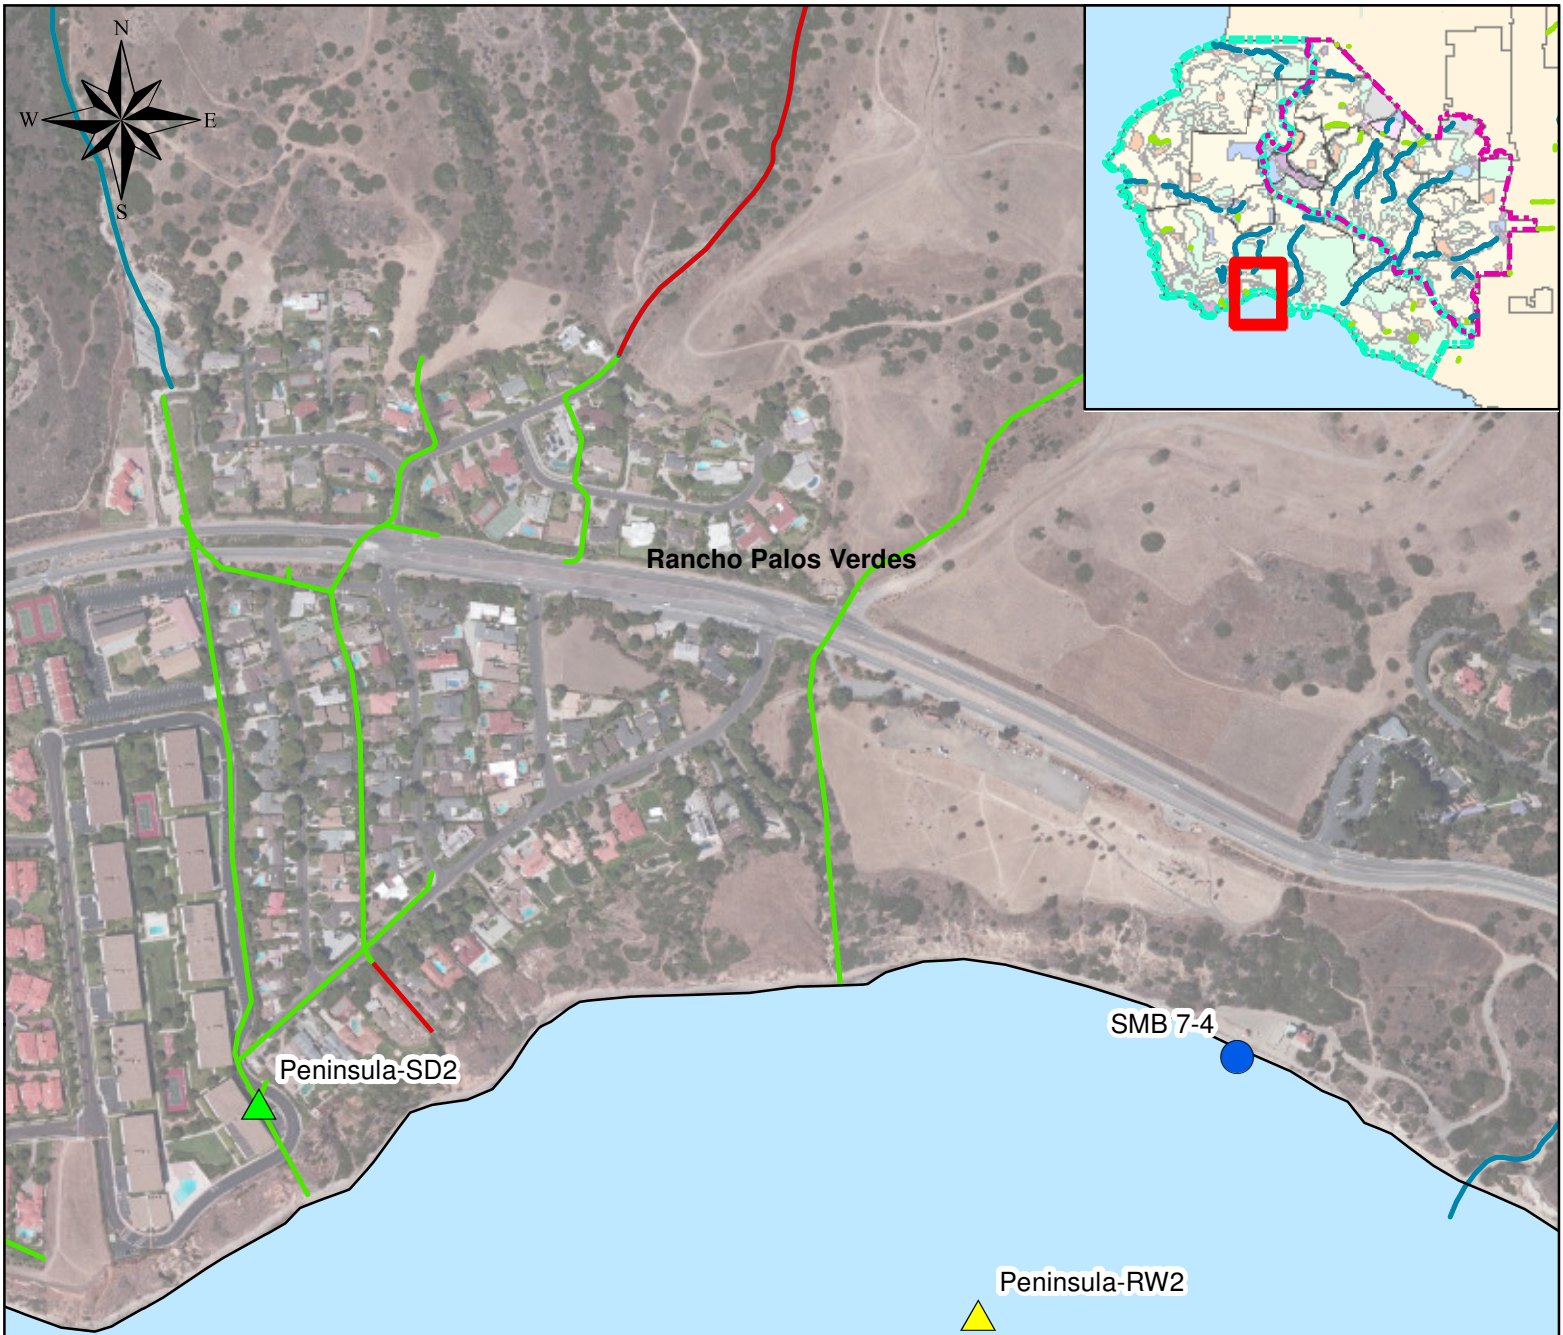 N
W E
S
Rancho Palos Verdes
SMB 7-4
Peninsula-SD2
Peninsula-RW2